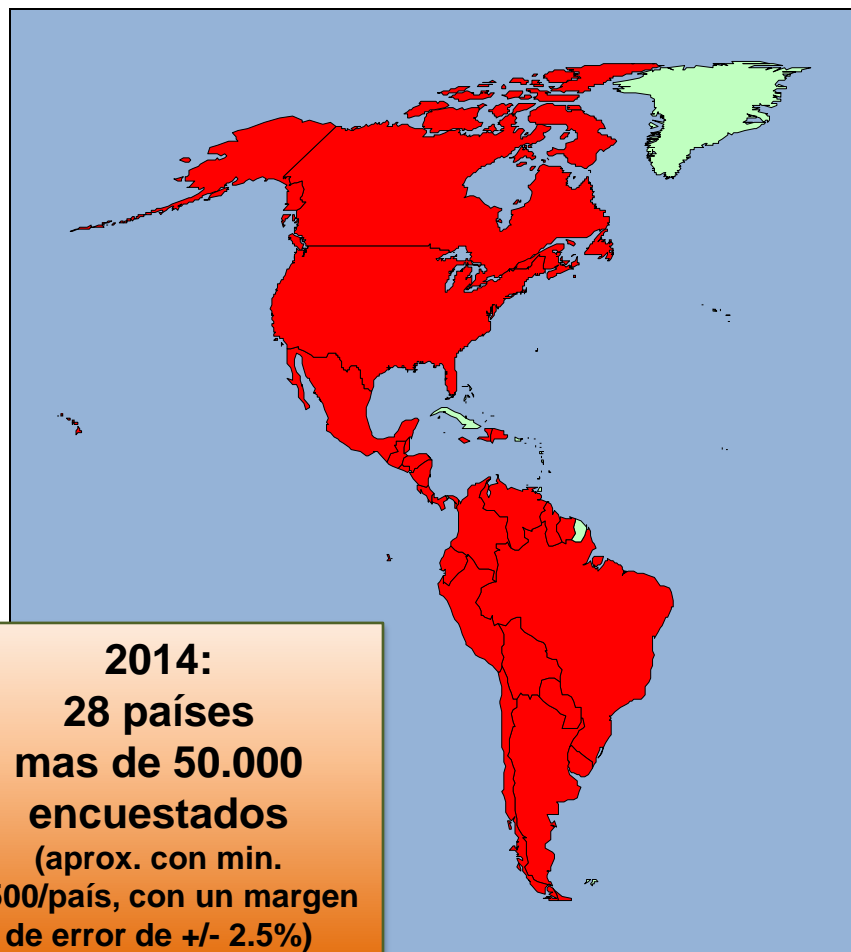 2014:
28 países
mas de 50.000
encuestados
(aprox. con min.
500/país, con un margen
de error de +/- 2.5%)